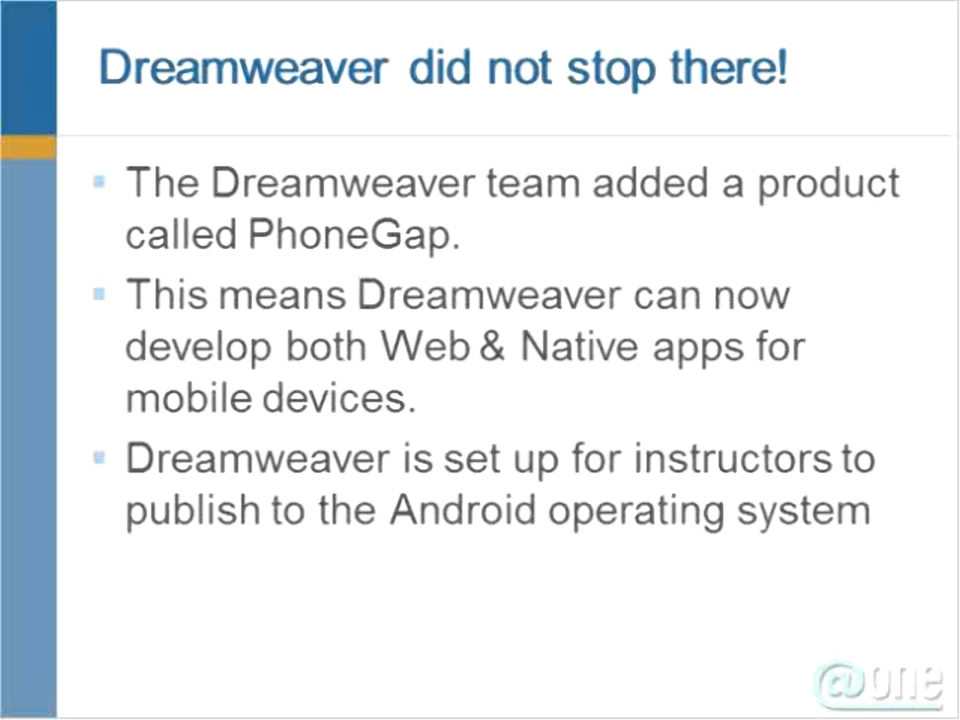 Dreamweaver did not stop there!
The Dreamweaver team added a product
called PhoneGap.
This means Dreamweaver can now
develop both Web & Native apps for
mobile devices.
Dreamweaver is set up for instructors to
publish to the Android operating system
@one